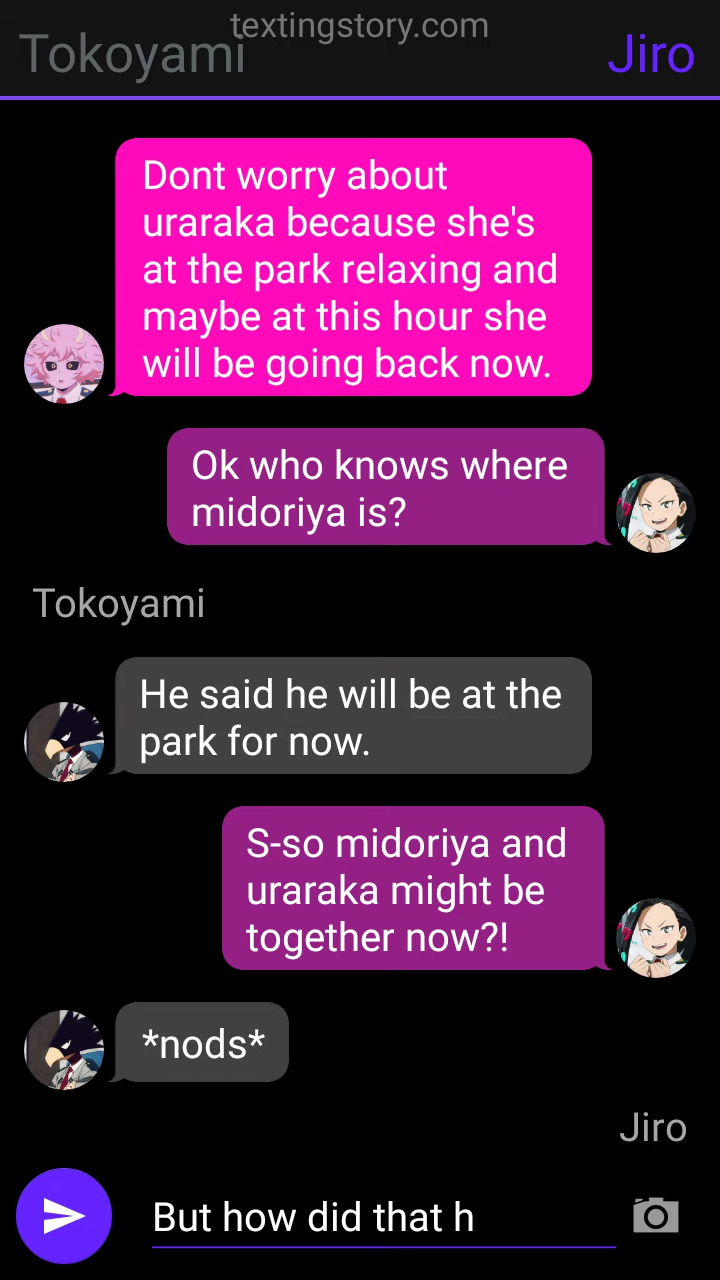 textingstory.com
Tokoyami
Jiro
Dont worry about
uraraka because she's
at the park relaxing and
maybe at this hour she
will be going back now.
Ok who knows where
midoriya is?
Tokoyami
He said he will be at the
park for now.
S-so midoriya and
uraraka might be
together now?!
*nods*
Jiro
But how did that h